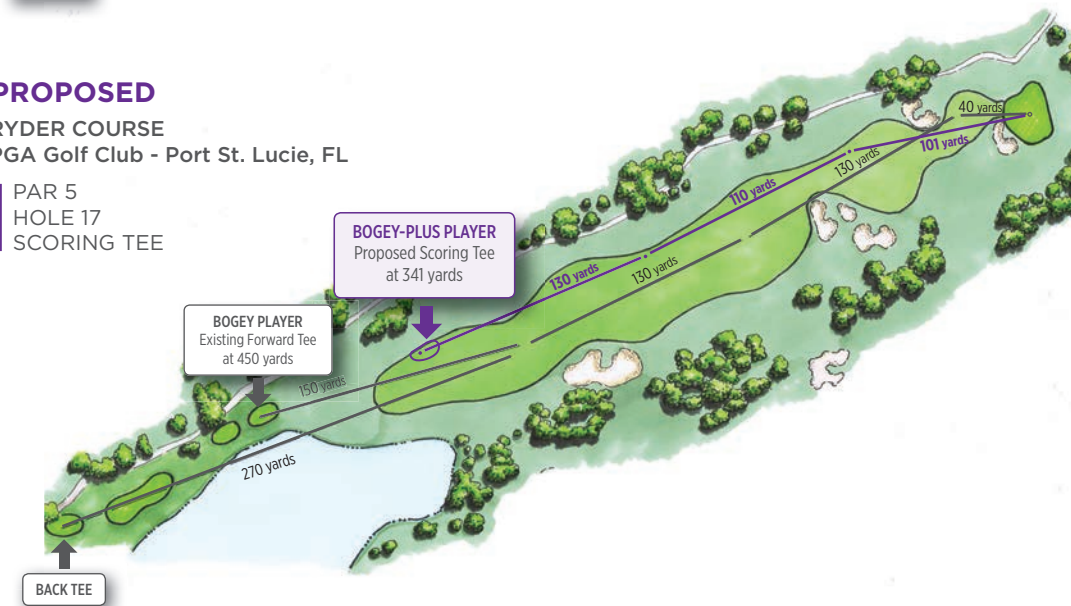 PROPOSED
RYDER COURSE
PGA Golf Club - Port St. Lucie, FL
PAR 5
HOLE 17
SCORING TEE
BOGEY-PLUS PLAYER
Proposed Scoring Tee
at 341 yards
BOGEY PLAYER
Existing Forward Tee
at 450 yards
BACK TEE
150 yards
270 yards
130 yards
130 yards
110 yards
130 yards
101 yards
40 yards